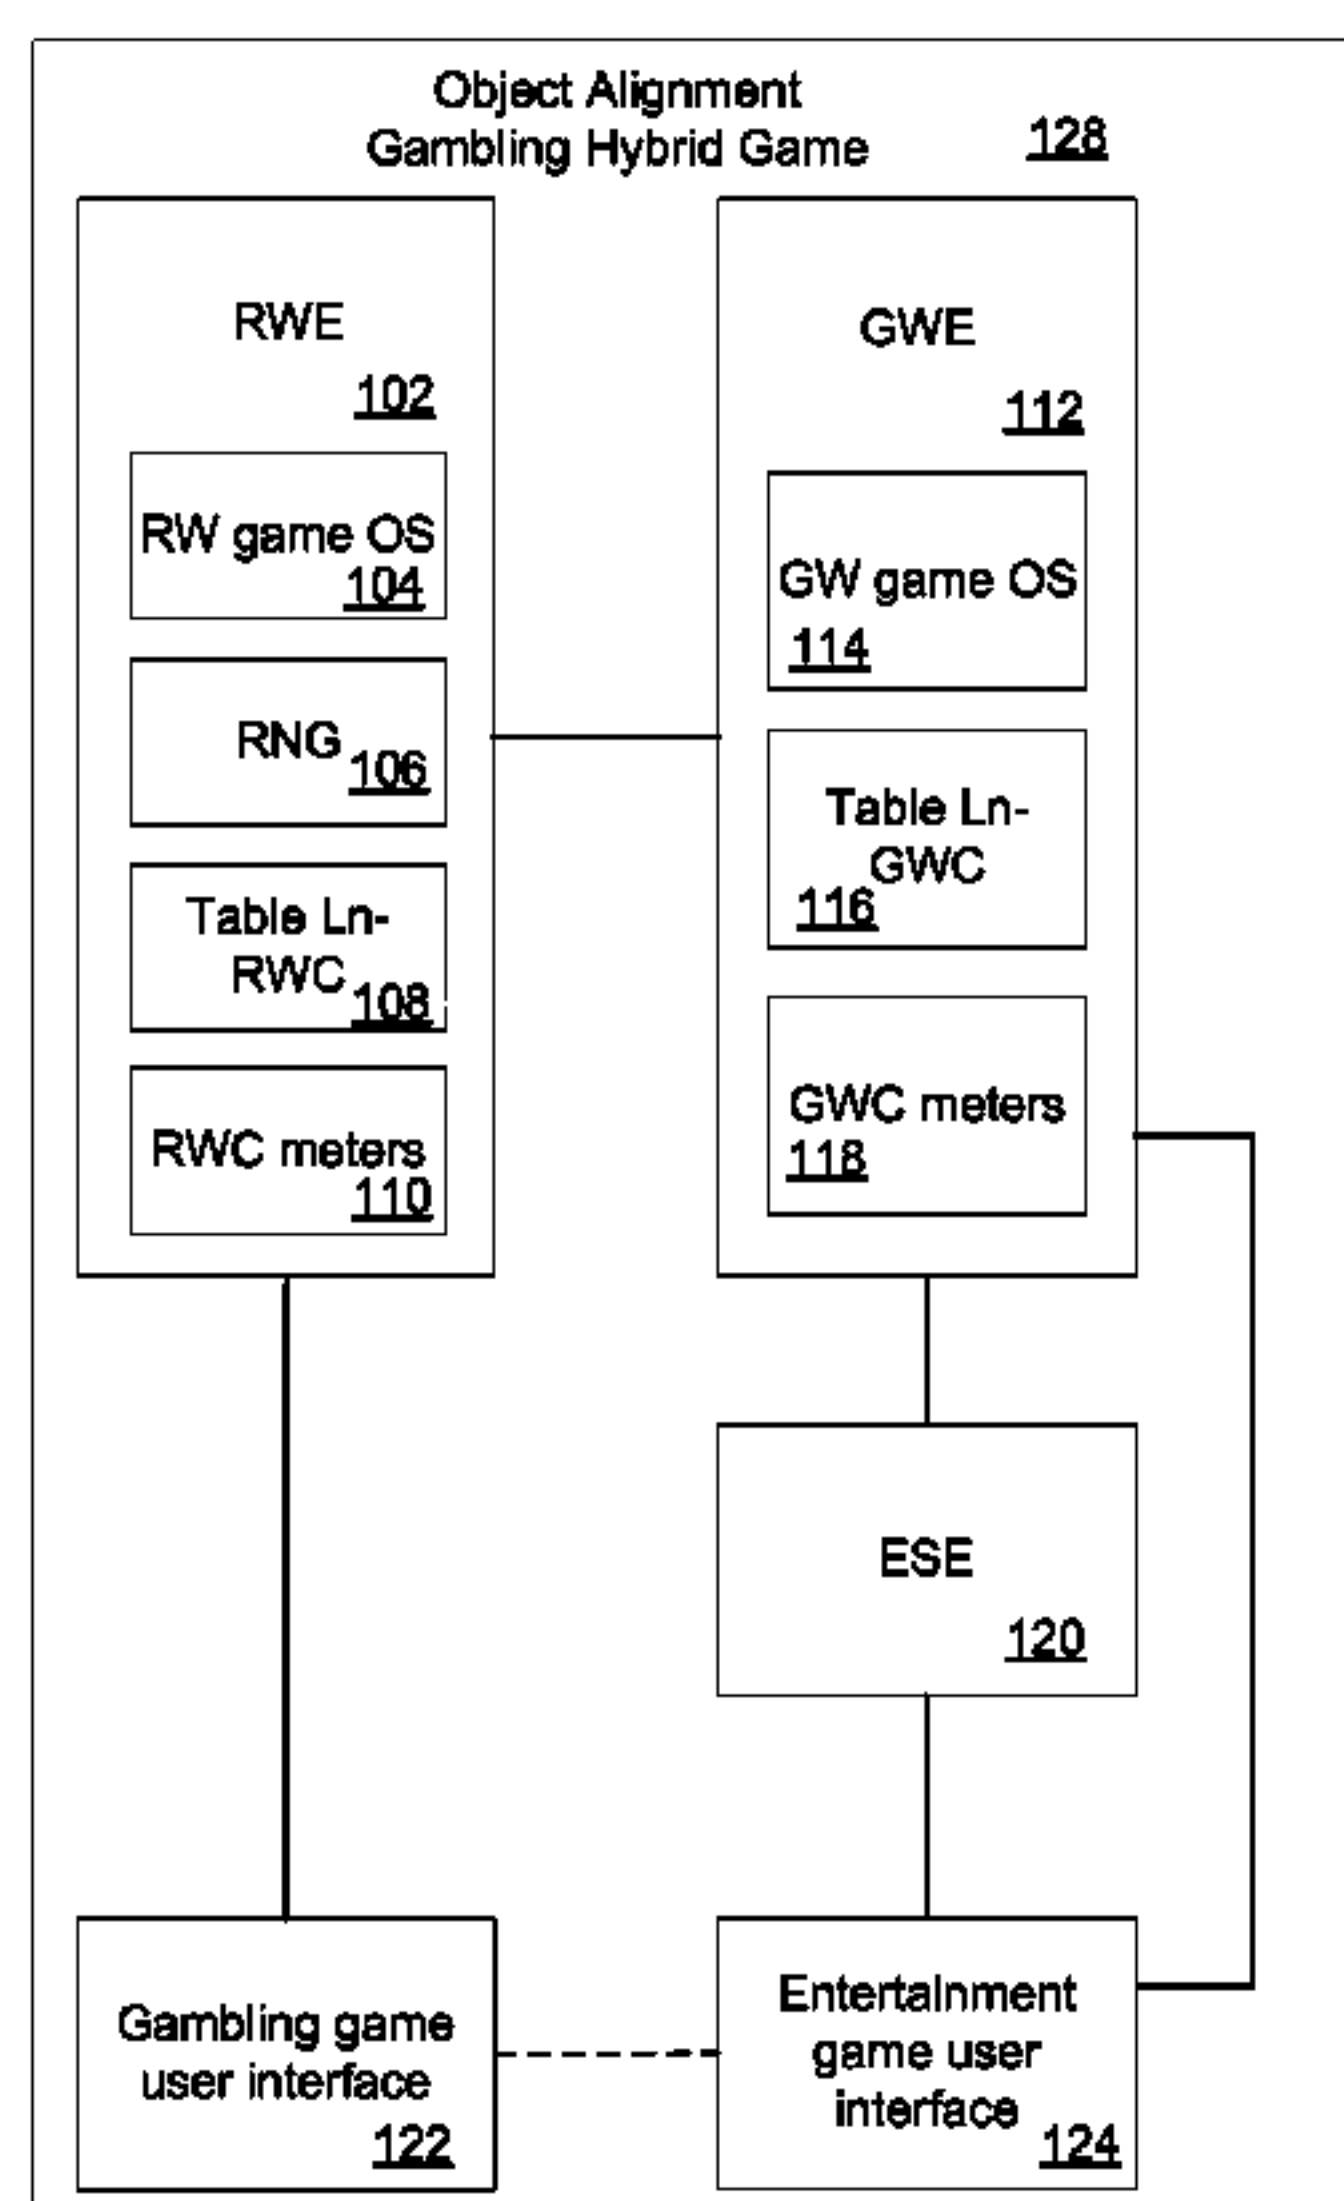 Object Alignment
Gambling Hybrid Game
128
RWE
102
RW game OS
104
RNG
106
Table Ln-
RWC
108
RWC meters
110
GWE
112
GW game OS
114
Table Ln-
GWC
116
GWC meters
118
ESE
120
Gambling game
user interface
122
Entertainment
game user
interface
124